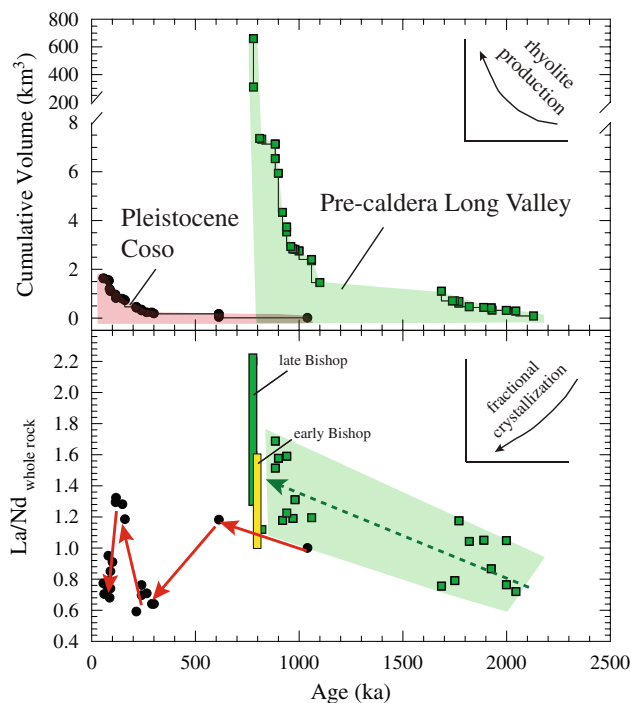 800
600
400
200
8
6
4
2
0
Cumulative Volume (km³)
rhyolite
production
Pleistocene
Coso
Pre-caldera Long Valley
2.2
2.0
1.8
1.6
1.4
1.2
1.0
0.8
0.6
0.4
La/Nd whole rock
late Bishop
early Bishop
fractional
crystallization
0 500 1000 1500 2000 2500
Age (ka)